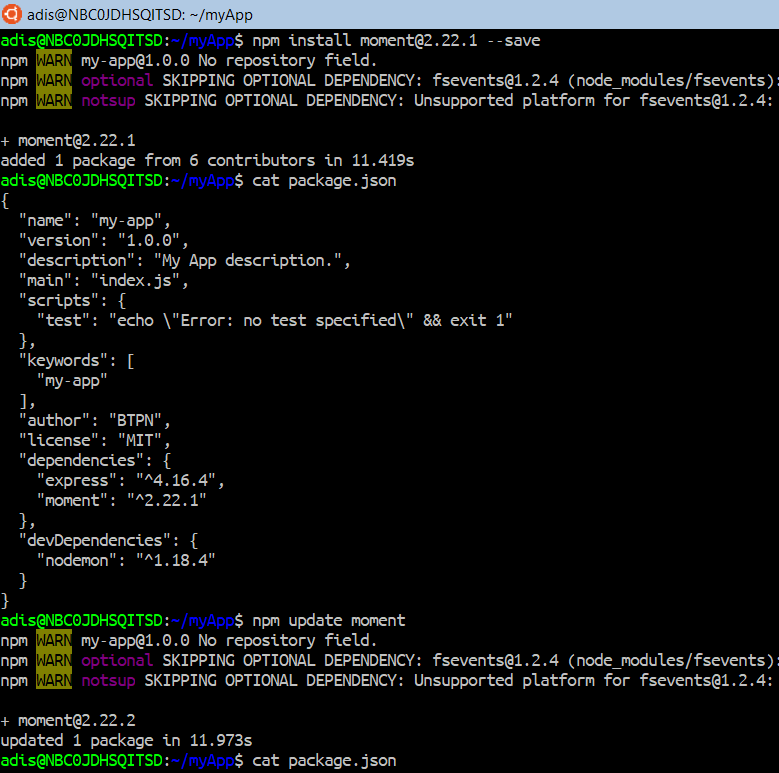 adis@NBC0JDHSQITSD: ~/myApp
adis@NBC0JDHSQITSD:~/myApp$ npm install moment@2.22.1 --save
npm WARN my-app@1.0.0 No repository field.
npm WARN optional SKIPPING OPTIONAL DEPENDENCY: fsevents@1.2.4 (node_modules/fsevents):
npm WARN notsup SKIPPING OPTIONAL DEPENDENCY: Unsupported platform for fsevents@1.2.4:

+ moment@2.22.1
added 1 package from 6 contributors in 11.419s
adis@NBC0JDHSQITSD:~/myApp$ cat package.json
{
  "name": "my-app",
  "version": "1.0.0",
  "description": "My App description.",
  "main": "index.js",
  "scripts": {
    "test": "echo \"Error: no test specified\" && exit 1"
  },
  "keywords": [
    "my-app"
  ],
  "author": "BTPN",
  "license": "MIT",
  "dependencies": {
    "express": "^4.16.4",
    "moment": "^2.22.1"
  },
  "devDependencies": {
    "nodemon": "^1.18.4"
  }
}
adis@NBC0JDHSQITSD:~/myApp$ npm update moment
npm WARN my-app@1.0.0 No repository field.
npm WARN optional SKIPPING OPTIONAL DEPENDENCY: fsevents@1.2.4 (node_modules/fsevents):
npm WARN notsup SKIPPING OPTIONAL DEPENDENCY: Unsupported platform for fsevents@1.2.4:

+ moment@2.22.2
updated 1 package in 11.973s
adis@NBC0JDHSQITSD:~/myApp$ cat package.json